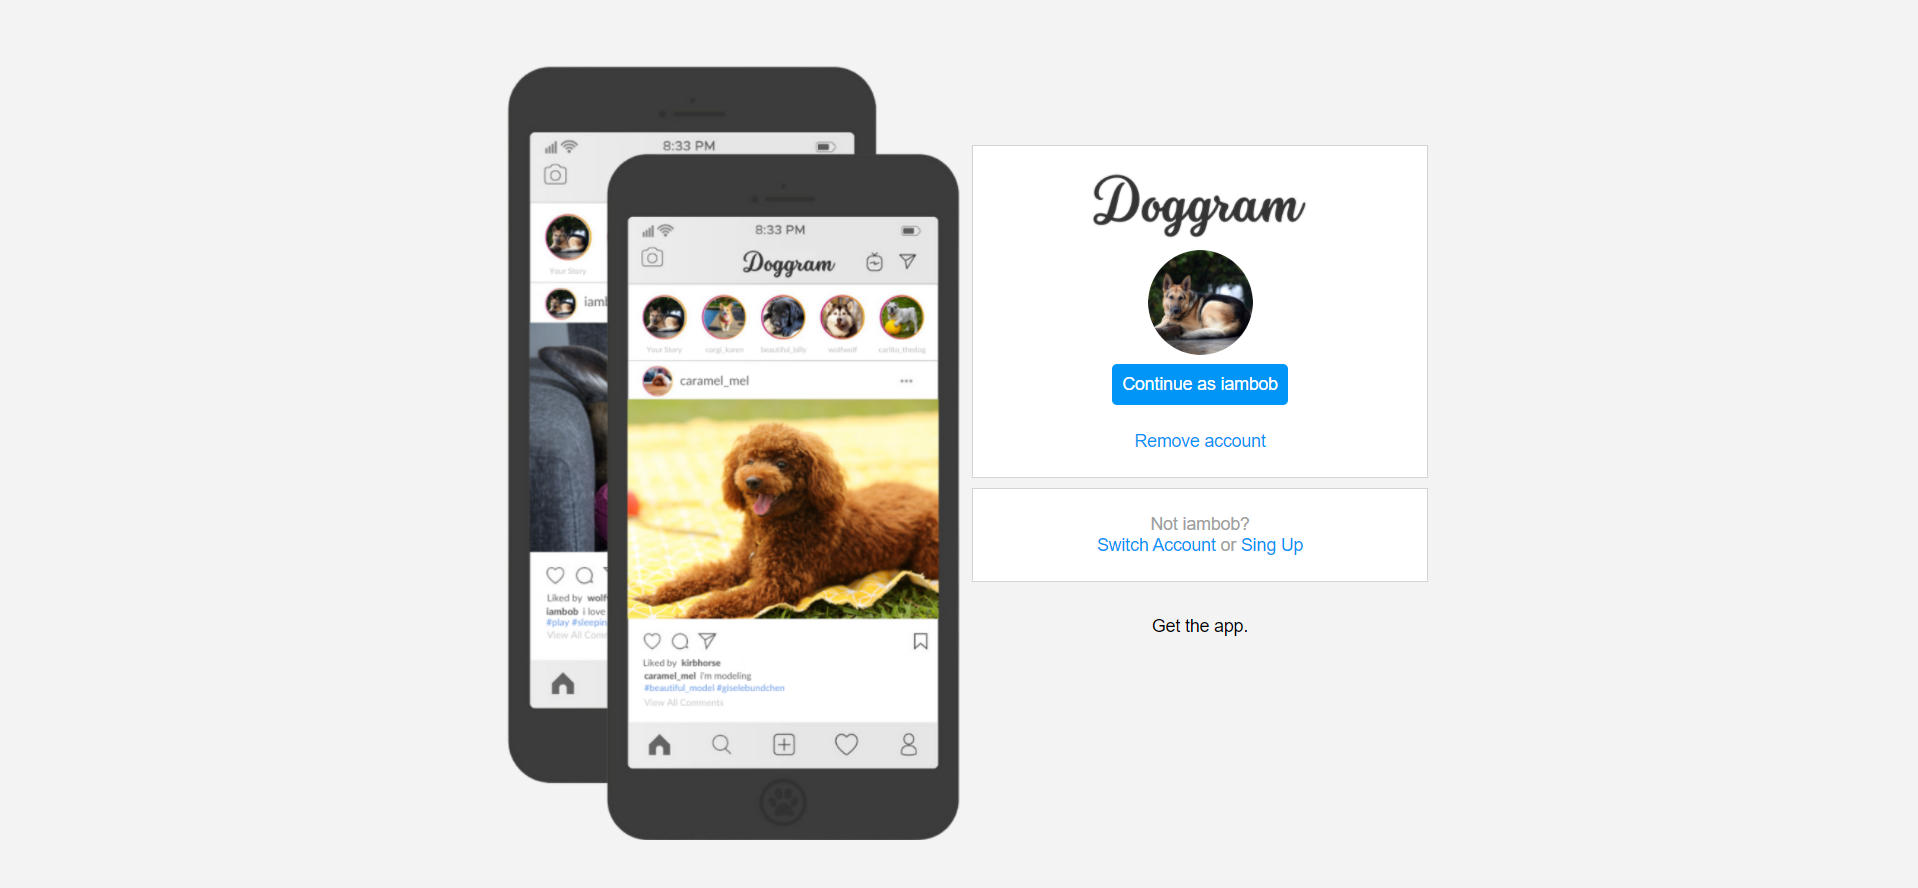 8:33 PM
Your Story
iamb
Liked by wolf
iambob i love
#play #sleepin
View All Com
8:33 PM
Doggram
Your Story corgi_karen beautiful_billy wolfwolf carlito_thedog
caramel_mel
Liked by kirbhorse
caramel_mel I'm modeling
#beautiful_model #giselebundchen
View All Comments
Doggram
Continue as iambob
Remove account
Not iambob?
Switch Account or Sing Up
Get the app.